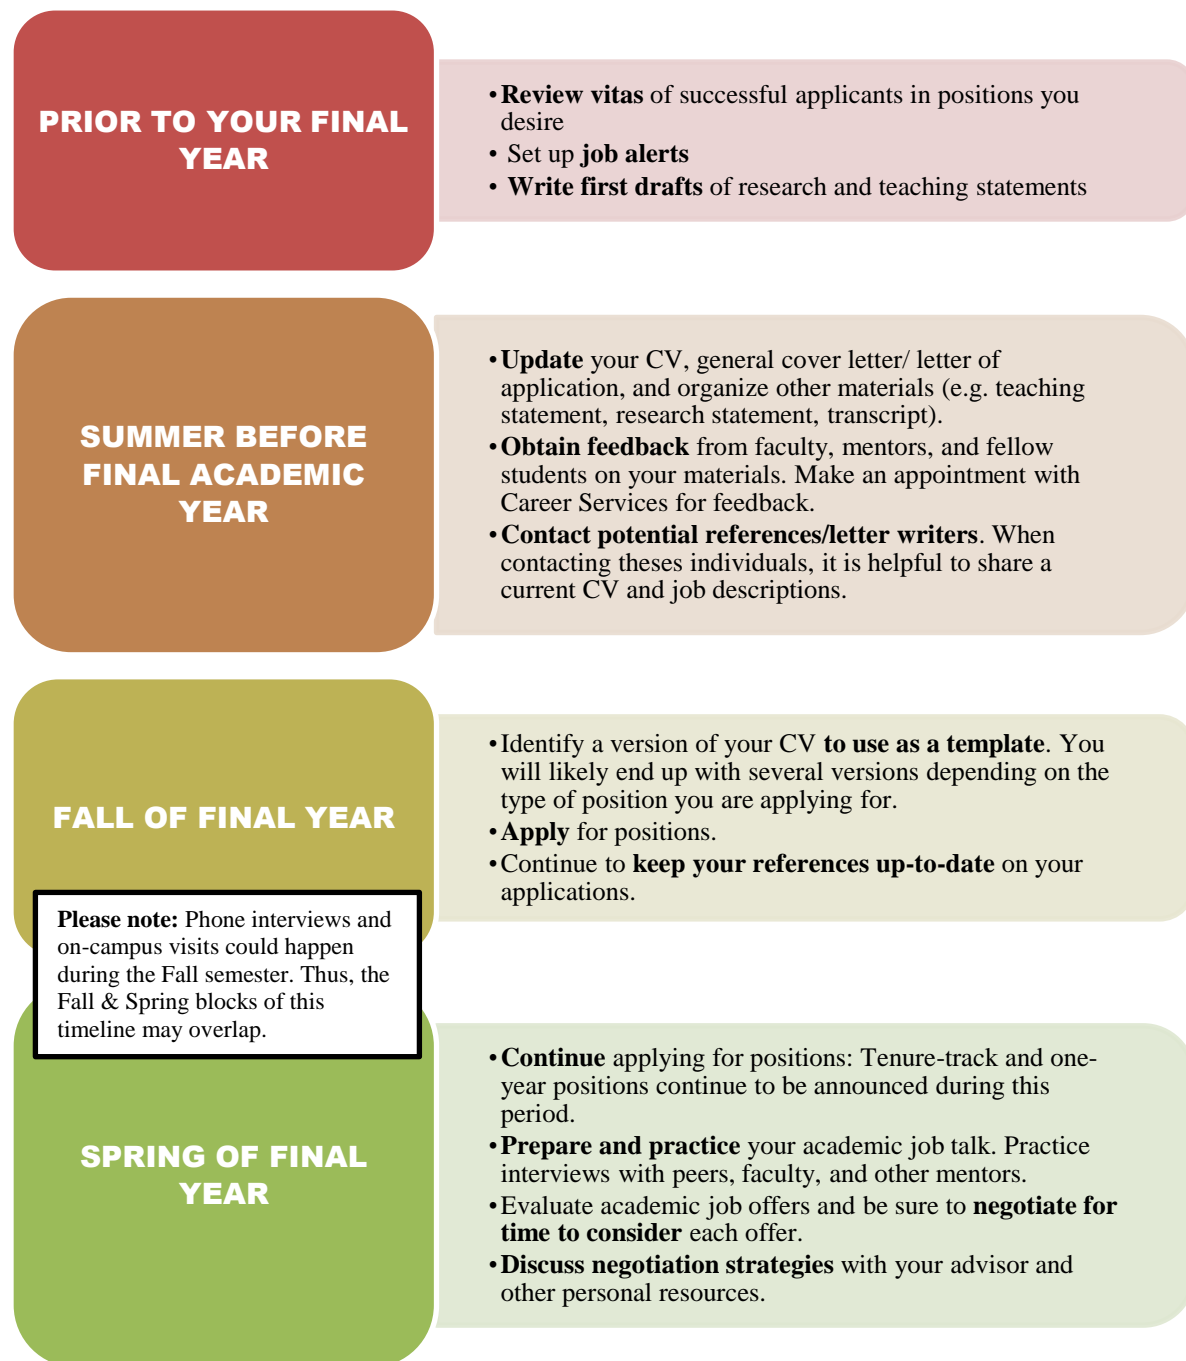 PRIOR TO YOUR FINAL
YEAR
•Review vitas of successful applicants in positions you
desire
• Set up job alerts
• Write first drafts of research and teaching statements
SUMMER BEFORE
FINAL ACADEMIC
YEAR
•Update your CV, general cover letter/ letter of
application, and organize other materials (e.g. teaching
statement, research statement, transcript).
•Obtain feedback from faculty, mentors, and fellow
students on your materials. Make an appointment with
Career Services for feedback.
•Contact potential references/letter writers. When
contacting theses individuals, it is helpful to share a
current CV and job descriptions.
FALL OF FINAL YEAR
•Identify a version of your CV to use as a template. You
will likely end up with several versions depending on the
type of position you are applying for.
•Apply for positions.
•Continue to keep your references up-to-date on your
applications.
Please note: Phone interviews and
on-campus visits could happen
during the Fall semester. Thus, the
Fall & Spring blocks of this
timeline may overlap.
SPRING OF FINAL
YEAR
•Continue applying for positions: Tenure-track and one-
year positions continue to be announced during this
period.
•Prepare and practice your academic job talk. Practice
interviews with peers, faculty, and other mentors.
•Evaluate academic job offers and be sure to negotiate for
time to consider each offer.
•Discuss negotiation strategies with your advisor and
other personal resources.